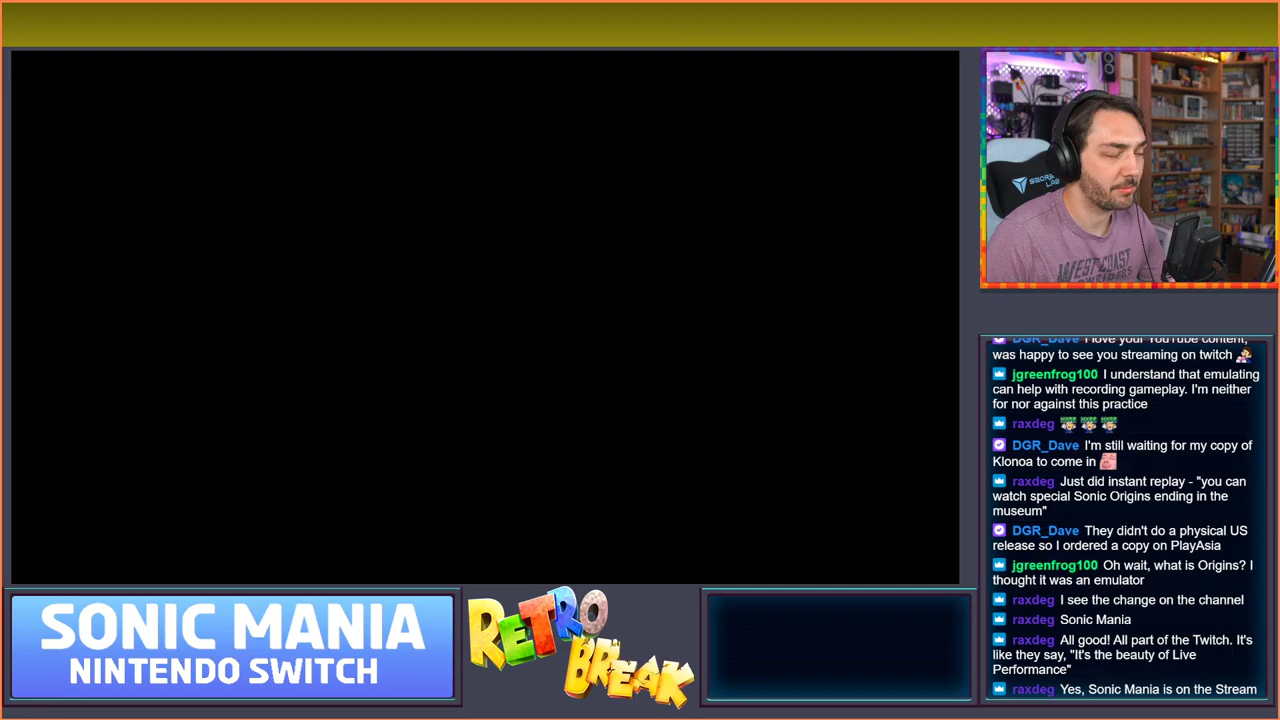 SECRET
LAB
WEST COAST
DGR_Dave I love your YouTube content,
was happy to see you streaming on twitch
jgreenfrog100 I understand that emulating
can help with recording gameplay. I'm neither
for nor against this practice
raxdeg
DGR_Dave I'm still waiting for my copy of
Klonoa to come in
raxdeg Just did instant replay - "you can
watch special Sonic Origins ending in the
museum"
DGR_Dave They didn't do a physical US
release so I ordered a copy on PlayAsia
jgreenfrog100 Oh wait, what is Origins? I
thought it was an emulator
raxdeg I see the change on the channel
raxdeg Sonic Mania
raxdeg All good! All part of the Twitch. It's
like they say, "It's the beauty of Live
Performance"
raxdeg Yes, Sonic Mania is on the Stream
SONIC MANIA
NINTENDO SWITCH
RETRO
BREAK